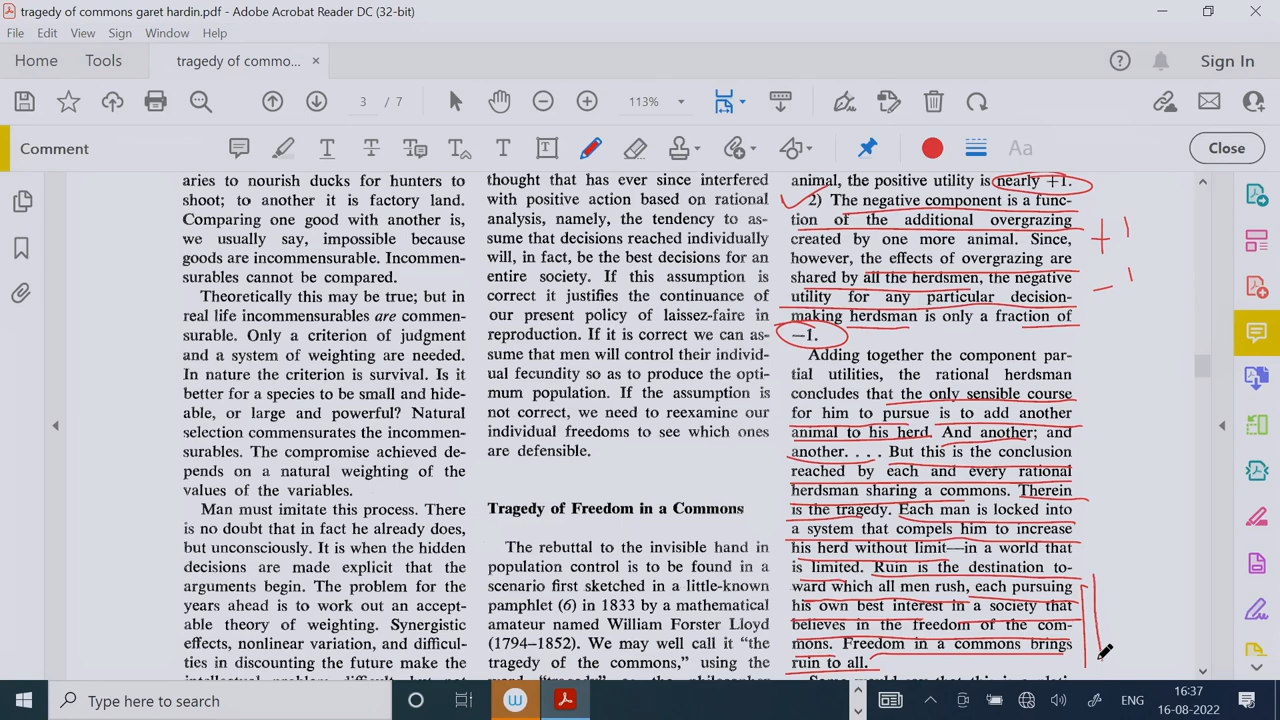 tragedy of commons garet hardin.pdf - Adobe Acrobat Reader DC (32-bit)
File Edit View Sign Window Help
Home Tools tragedy of commo... × Sign In
3 / 7 113%
Comment Close
aries to nourish ducks for hunters to
shoot; to another it is factory land.
Comparing one good with another is,
we usually say, impossible because
goods are incommensurable. Incommen-
surables cannot be compared.
Theoretically this may be true; but in
real life incommensurables are commen-
surable. Only a criterion of judgment
and a system of weighting are needed.
In nature the criterion is survival. Is it
better for a species to be small and hide-
able, or large and powerful? Natural
selection commensurates the incommen-
surables. The compromise achieved de-
pends on a natural weighting of the
values of the variables.
Man must imitate this process. There
is no doubt that in fact he already does,
but unconsciously. It is when the hidden
decisions are made explicit that the
arguments begin. The problem for the
years ahead is to work out an accept-
able theory of weighting. Synergistic
effects, nonlinear variation, and difficul-
ties in discounting the future make the
intellectual problem difficult, but not
thought that has ever since interfered
with positive action based on rational
analysis, namely, the tendency to as-
sume that decisions reached individually
will, in fact, be the best decisions for an
entire society. If this assumption is
correct it justifies the continuance of
our present policy of laissez-faire in
reproduction. If it is correct we can as-
sume that men will control their individ-
ual fecundity so as to produce the opti-
mum population. If the assumption is
not correct, we need to reexamine our
individual freedoms to see which ones
are defensible.
Tragedy of Freedom in a Commons
The rebuttal to the invisible hand in
population control is to be found in a
scenario first sketched in a little-known
pamphlet (6) in 1833 by a mathematical
amateur named William Forster Lloyd
(1794–1852). We may well call it "the
tragedy of the commons," using the
word "tragedy" as the philosopher
animal, the positive utility is nearly +1.
2) The negative component is a func-
tion of the additional overgrazing
created by one more animal. Since,
however, the effects of overgrazing are
shared by all the herdsmen, the negative
utility for any particular decision-
making herdsman is only a fraction of
−1.
Adding together the component par-
tial utilities, the rational herdsman
concludes that the only sensible course
for him to pursue is to add another
animal to his herd. And another; and
another. . . . But this is the conclusion
reached by each and every rational
herdsman sharing a commons. Therein
is the tragedy. Each man is locked into
a system that compels him to increase
his herd without limit—in a world that
is limited. Ruin is the destination to-
ward which all men rush, each pursuing
his own best interest in a society that
believes in the freedom of the com-
mons. Freedom in a commons brings
ruin to all.
Some would say that this is a plati-
+1
−1
Type here to search
ENG
16:37
16-08-2022